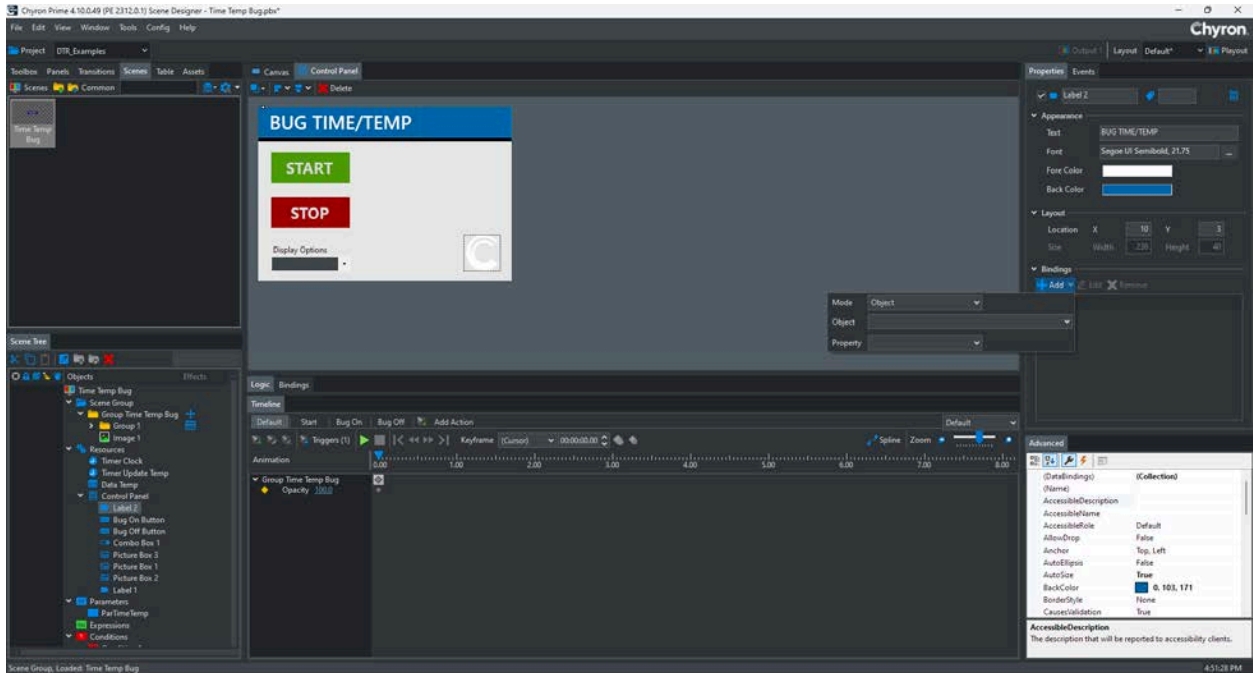 Chyron Prime 4.10.0.49 (PE 2312.0.1) Scene Designer - Time Temp Bug.pbx*
File Edit View Window Tools Config Help
Chyron
Project DTR_Examples
Output 1 Layout Default* Playout
Toolbox Panels Transitions Scenes Table Assets
Canvas Control Panel
Properties Events
Scenes Common
Delete
Label 2
Time Temp
Bug
BUG TIME/TEMP
START
STOP
Display Options
Appearance
Text BUG TIME/TEMP
Font Segoe UI Semibold, 21.75 ...
Fore Color
Back Color
Layout
Location X 10 Y 3
Size Width 220 Height 40
Bindings
Add Edit Remove
Mode Object
Object
Property
Scene Tree
Objects Effects
Time Temp Bug
Scene Group
Group Time Temp Bug
Group 1
Image 1
Resources
Timer Clock
Timer Update Temp
Data Temp
Control Panel
Label 2
Bug On Button
Bug Off Button
Combo Box 1
Picture Box 3
Picture Box 1
Picture Box 2
Label 1
Parameters
ParTimeTemp
Expressions
Conditions
Logic Bindings
Timeline
Default Start Bug On Bug Off Add Action Default
Triggers (1) Keyframe (Cursor) 00:00:00.00 Spline Zoom
Animation 0.00 1.00 2.00 3.00 4.00 5.00 6.00 7.00 8.00
Group Time Temp Bug
Opacity 100.0
Advanced
(DataBindings) (Collection)
(Name)
AccessibleDescription
AccessibleName
AccessibleRole Default
AllowDrop False
Anchor Top, Left
AutoEllipsis False
AutoSize True
BackColor 0, 103, 171
BorderStyle None
CausesValidation True
AccessibleDescription
The description that will be reported to accessibility clients.
Scene Group, Loaded: Time Temp Bug
4:51:28 PM